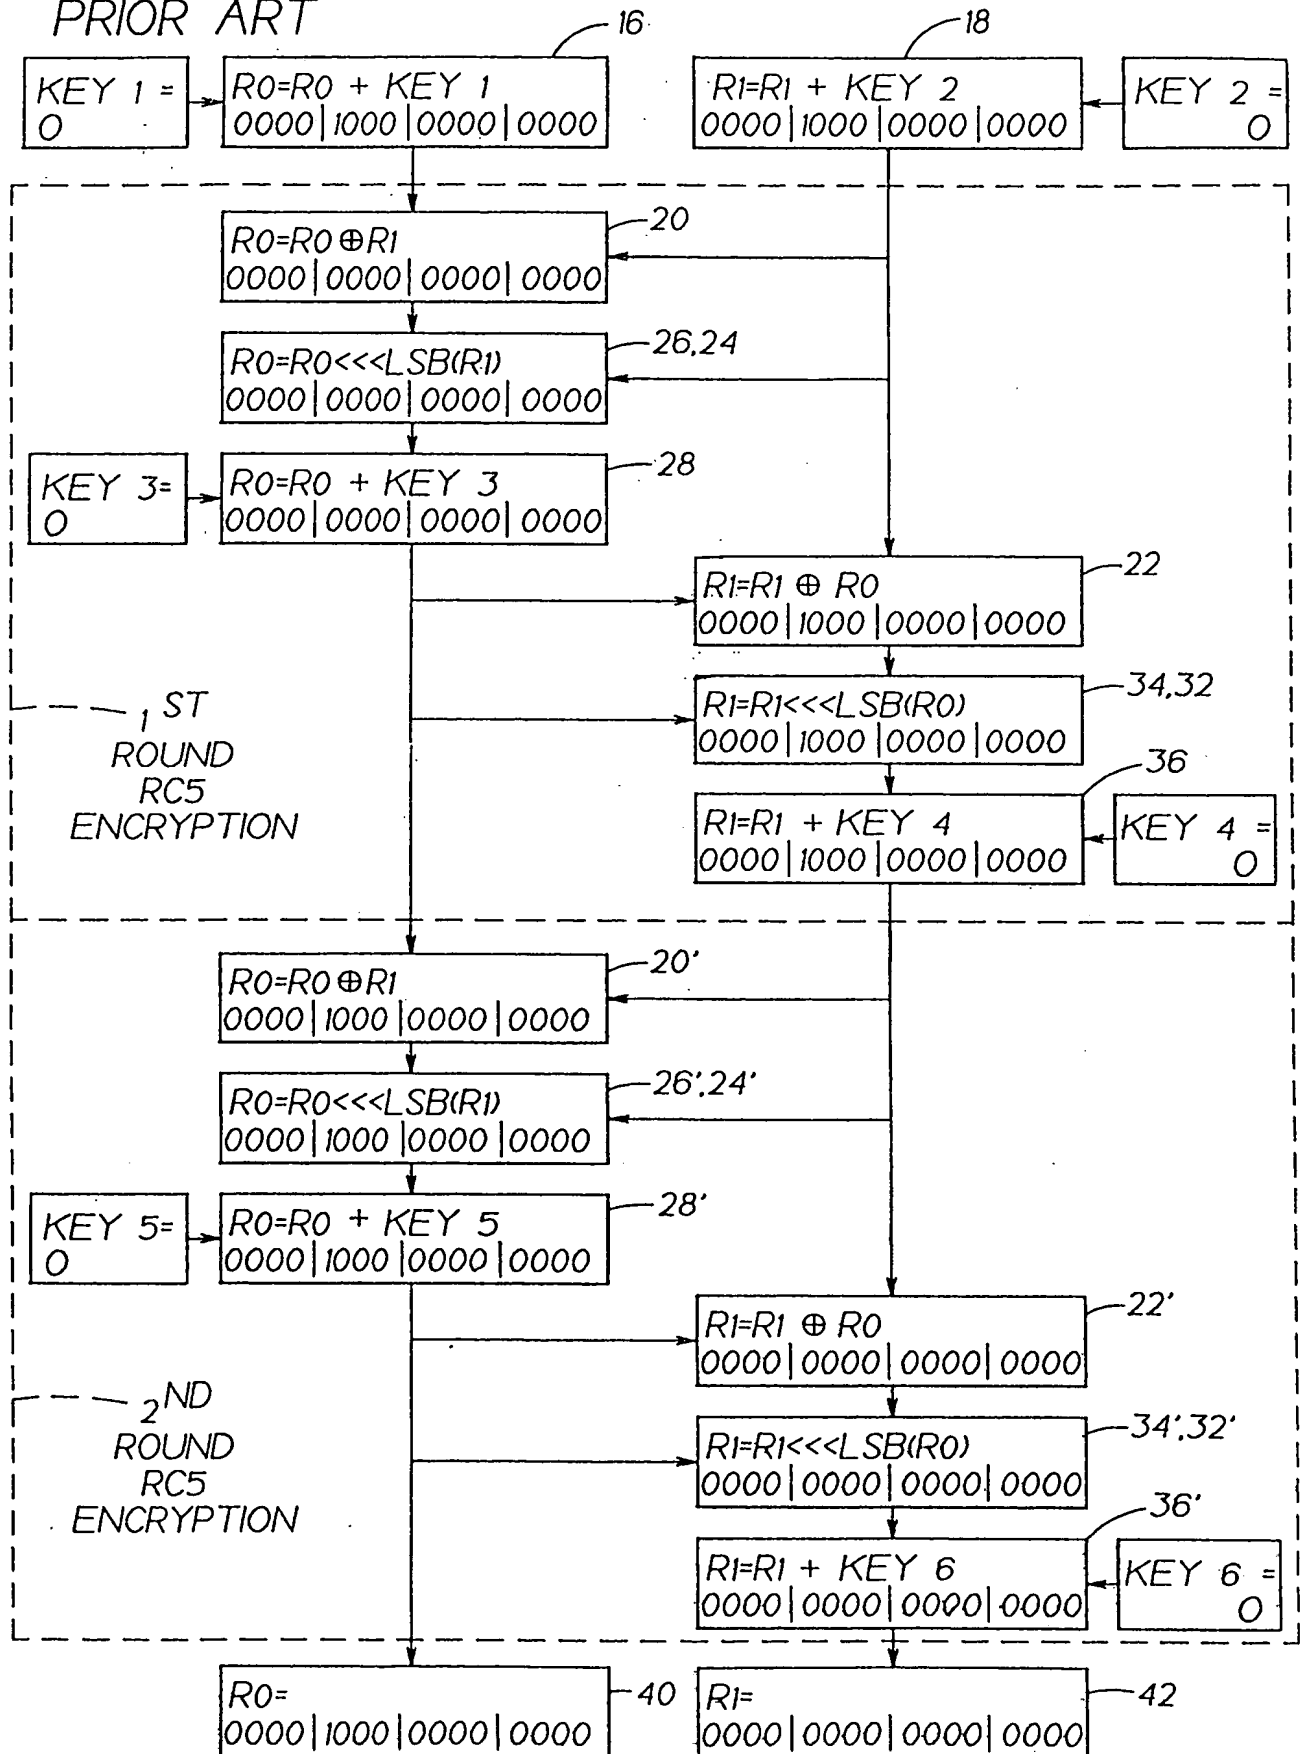 PRIOR ART
16
18
KEY 1 =
0
R0=R0 + KEY 1
0000|1000|0000|0000
R1=R1 + KEY 2
0000|1000|0000|0000
KEY 2 =
0
R0=R0⊕R1
0000|0000|0000|0000
20
R0=R0<<<LSB(R1)
0000|0000|0000|0000
26,24
KEY 3=
0
R0=R0 + KEY 3
0000|0000|0000|0000
28
R1=R1 ⊕ R0
0000|1000|0000|0000
22
R1=R1<<<LSB(R0)
0000|1000|0000|0000
34,32
1 ST
ROUND
RC5
ENCRYPTION
R1=R1 + KEY 4
0000|1000|0000|0000
36
KEY 4 =
0
R0=R0⊕R1
0000|1000|0000|0000
20'
R0=R0<<<LSB(R1)
0000|1000|0000|0000
26',24'
KEY 5=
0
R0=R0 + KEY 5
0000|1000|0000|0000
28'
R1=R1 ⊕ R0
0000|0000|0000|0000
22'
R1=R1<<<LSB(R0)
0000|0000|0000|0000
34',32'
2 ND
ROUND
RC5
ENCRYPTION
R1=R1 + KEY 6
0000|0000|0000|0000
36'
KEY 6 =
0
R0=
0000|1000|0000|0000
40
R1=
0000|0000|0000|0000
42